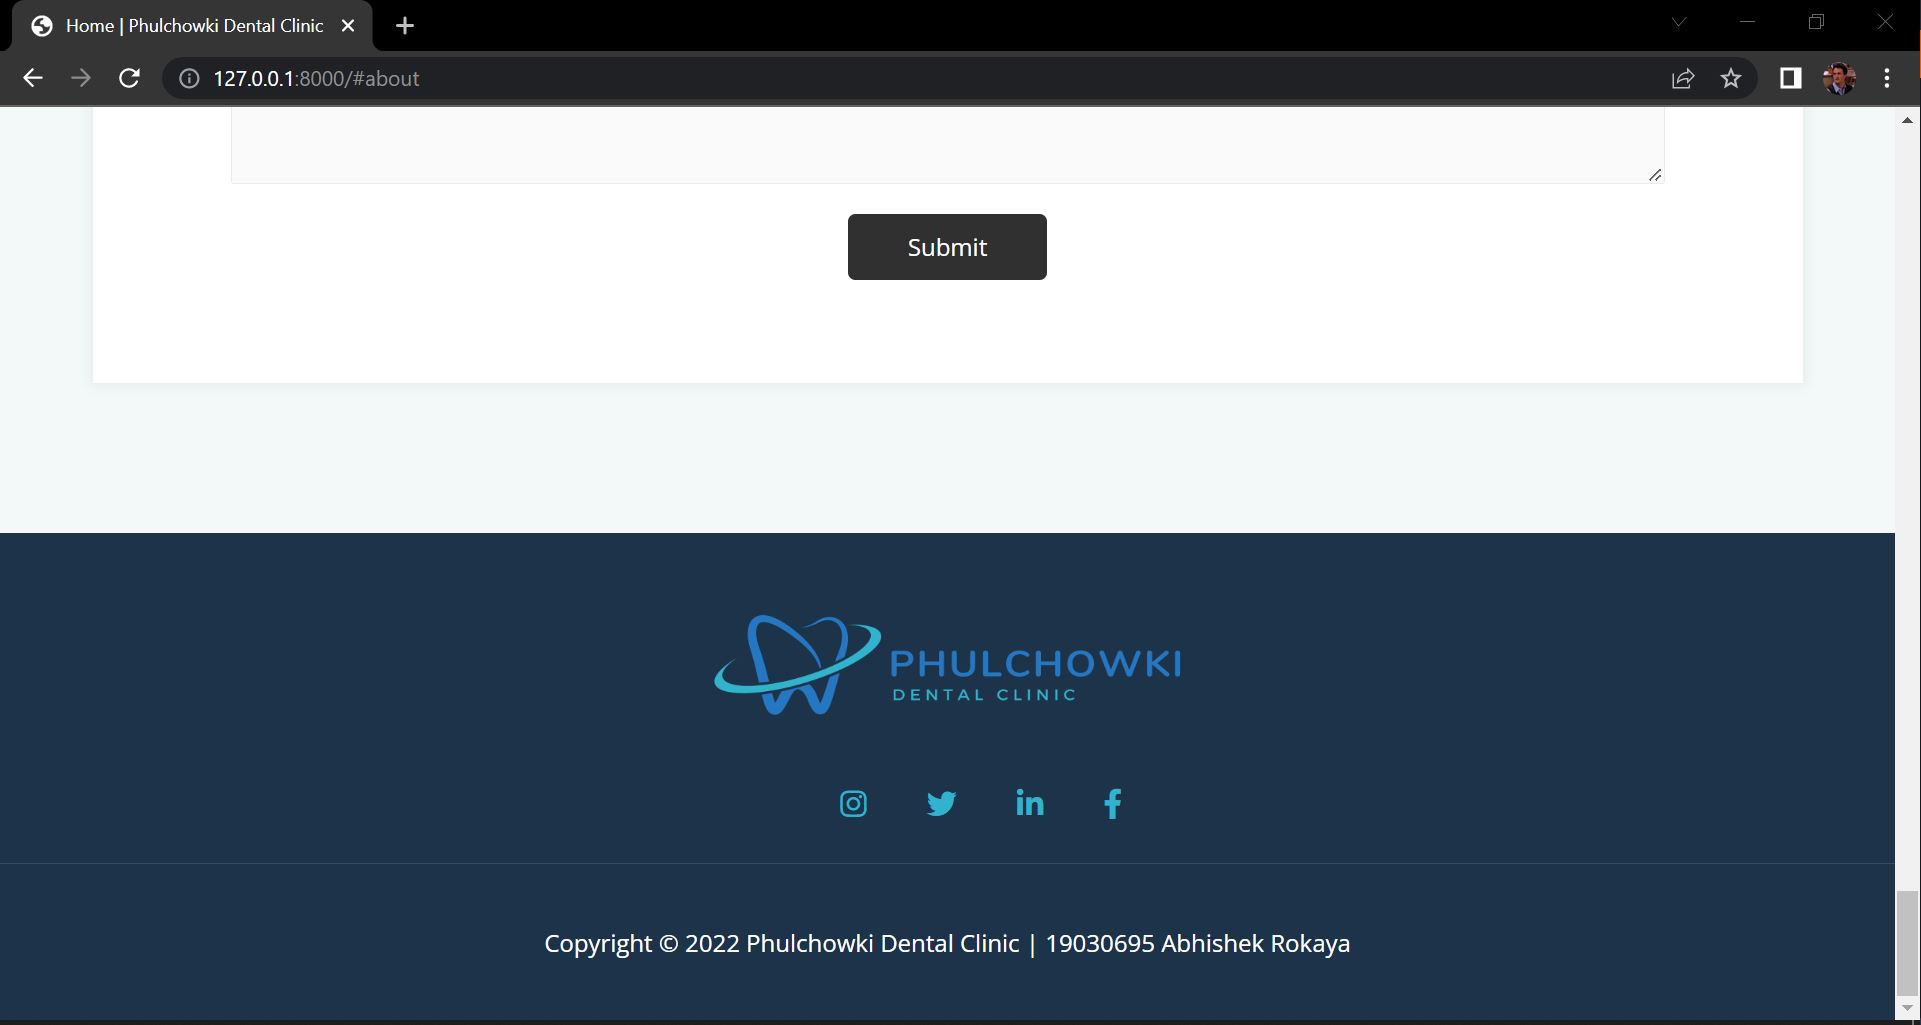 Home | Phulchowki Dental Clinic
127.0.0.1:8000/#about
Submit
PHULCHOWKI
DENTAL CLINIC
Copyright © 2022 Phulchowki Dental Clinic | 19030695 Abhishek Rokaya